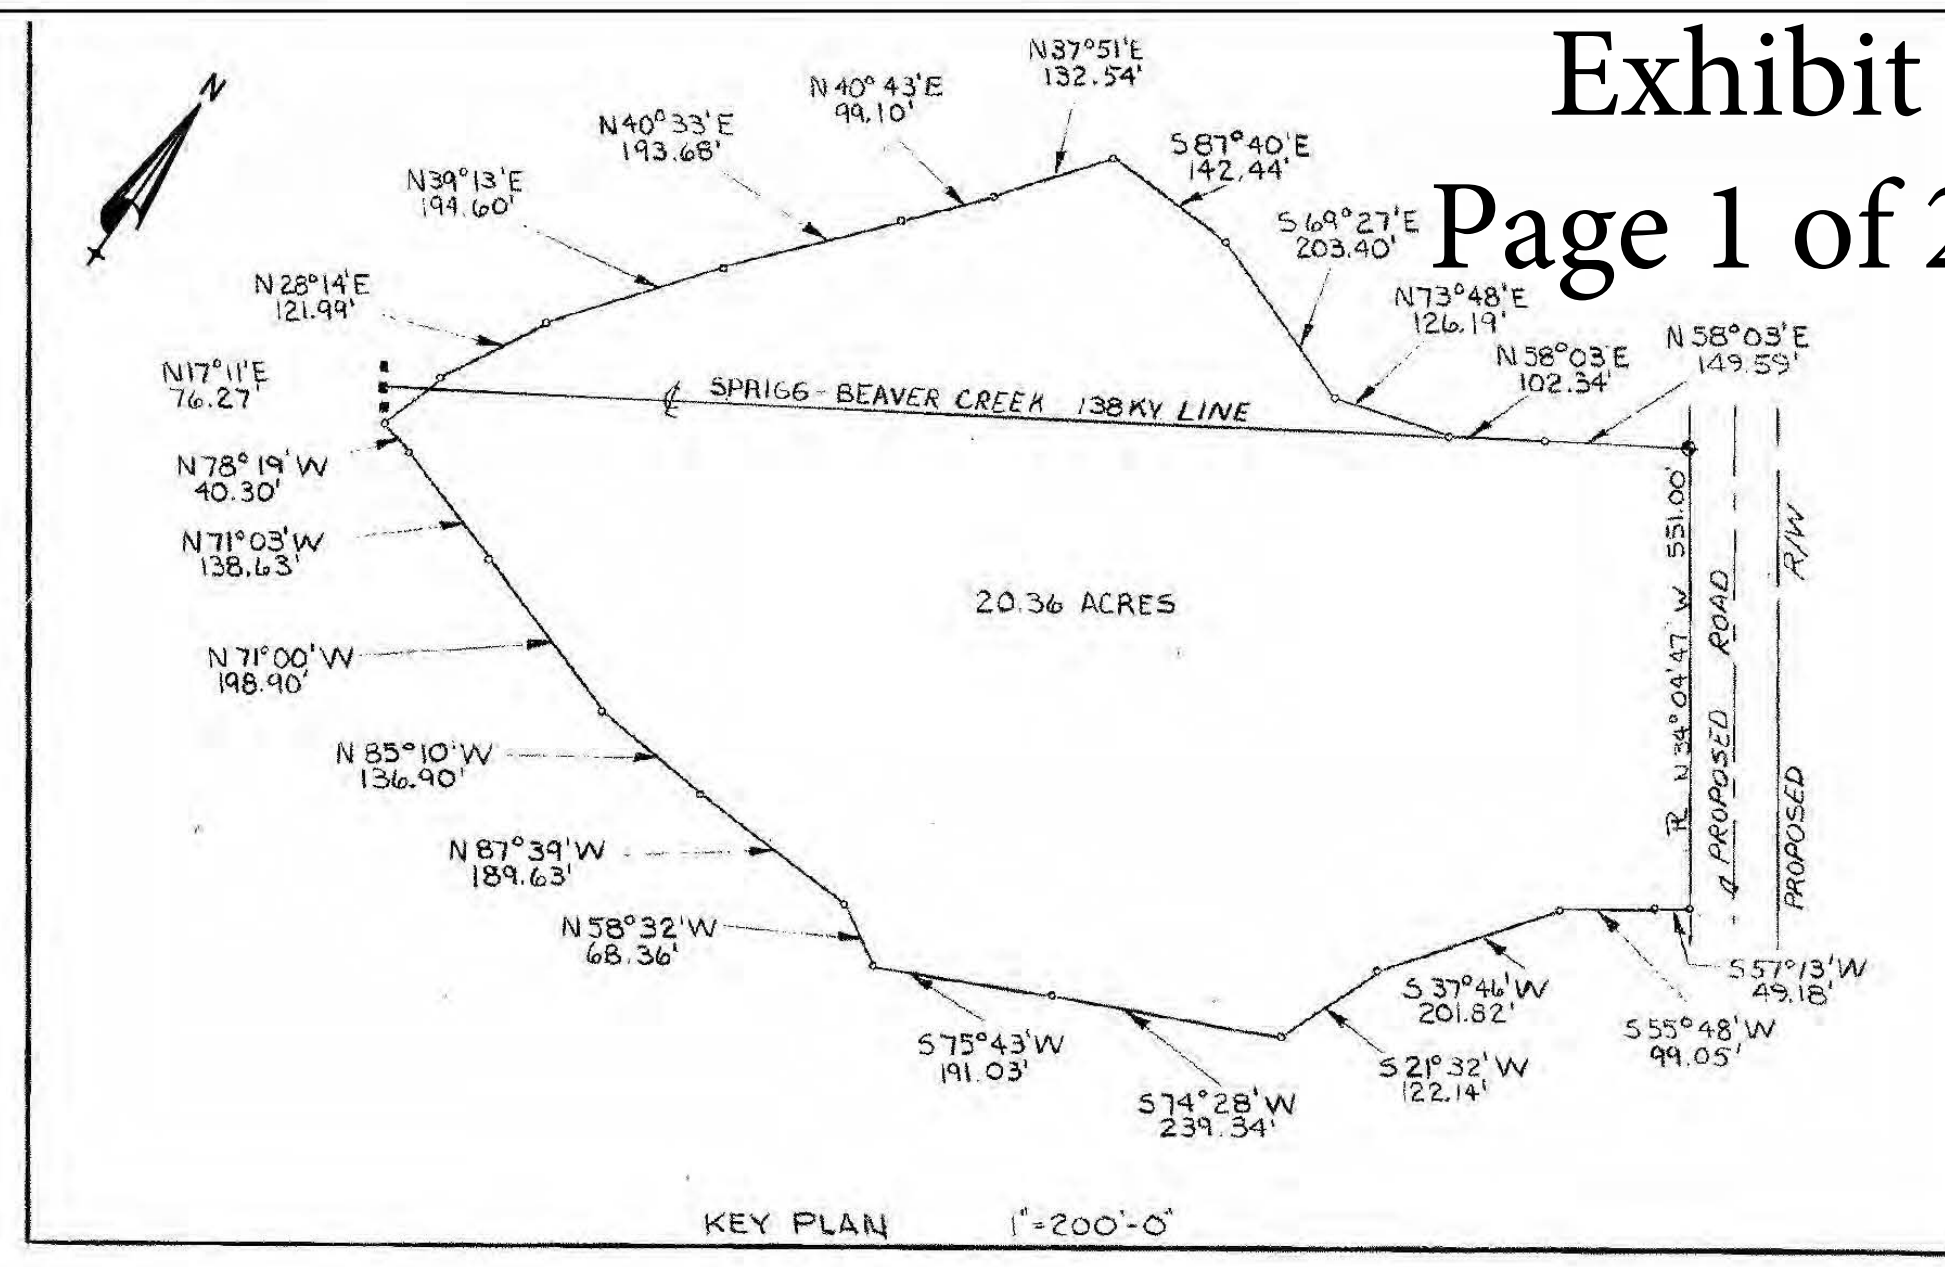 Exhibit
Page 1 of 2
N
N37°51'E
132.54'
N40°43'E
99.10'
N40°33'E
193.68'
S87°40'E
142.44'
N39°13'E
194.60'
S69°27'E
203.40'
N28°14'E
121.99'
N73°48'E
126.19'
N58°03'E
149.59'
N58°03'E
102.34'
N17°11'E
76.27'
SPRIGG-BEAVER CREEK 138KV LINE
N78°19'W
40.30'
N71°03'W
138.63'
20.36 ACRES
N71°00'W
198.90'
N85°10'W
136.90'
N87°39'W
189.63'
N58°32'W
68.36'
N34°04'47"W 551.00'
PROPOSED ROAD
PROPOSED R/W
S57°13'W
49.18'
S37°46'W
201.82'
S55°48'W
99.05'
S75°43'W
191.03'
S21°32'W
122.14'
S74°28'W
239.34'
KEY PLAN 1"=200'-0"